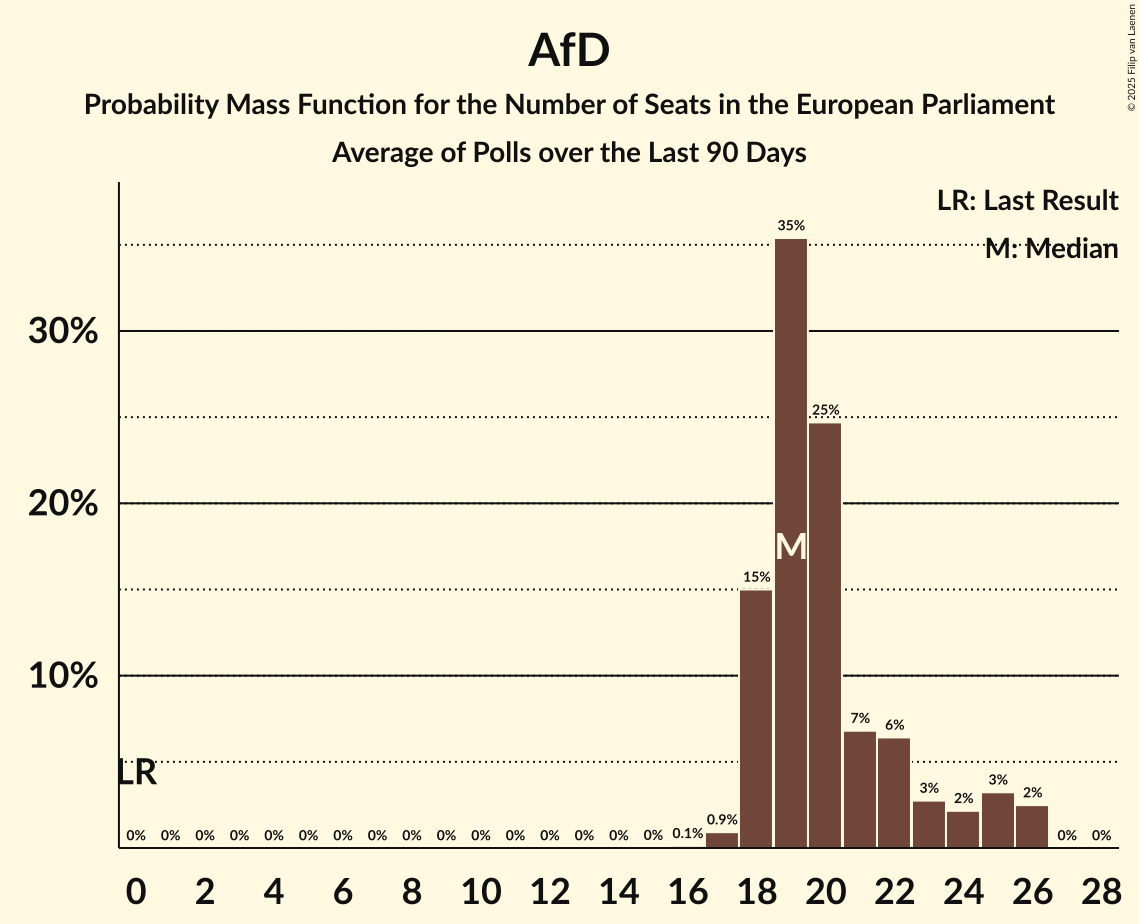 AfD
Probability Mass Function for the Number of Seats in the European Parliament
Average of Polls over the Last 90 Days
© 2025 Filip van Laenen
LR: Last Result
M: Median
30%
20%
10%
LR
M
0% 0% 0% 0% 0% 0% 0% 0% 0% 0% 0% 0% 0% 0% 0% 0% 0.1% 0.9% 15% 35% 25% 7% 6% 3% 2% 3% 2% 0% 0%
0 2 4 6 8 10 12 14 16 18 20 22 24 26 28